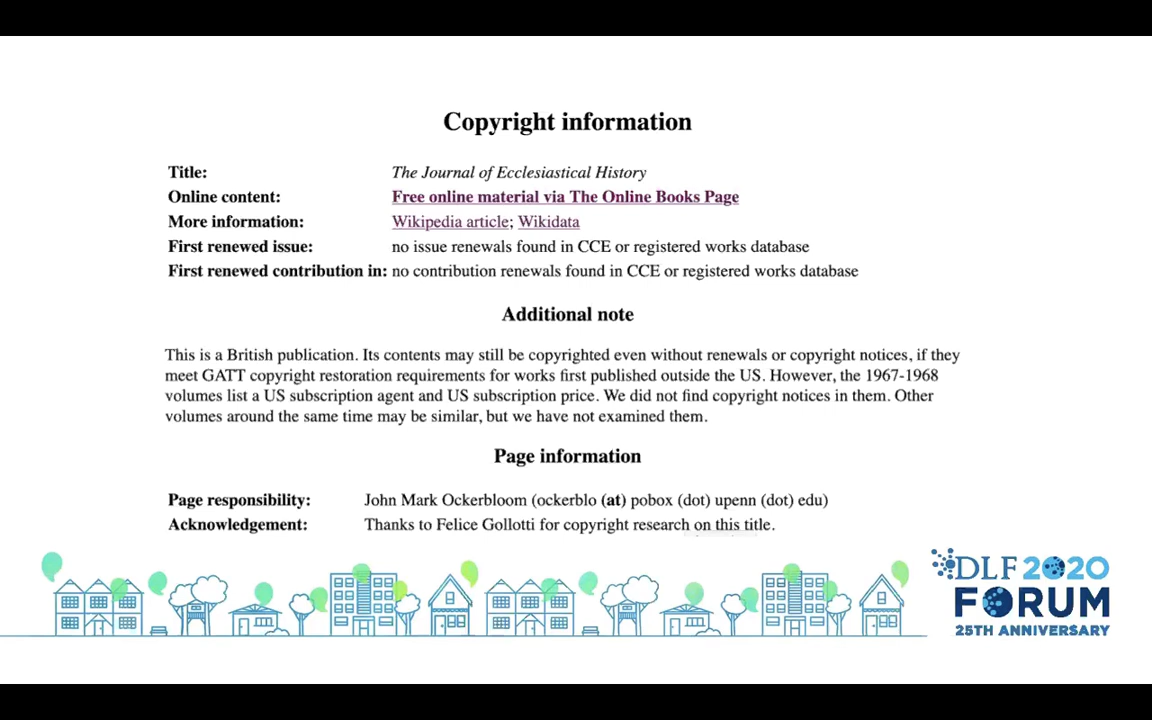 Copyright information
Title: The Journal of Ecclesiastical History
Online content: Free online material via The Online Books Page
More information: Wikipedia article; Wikidata
First renewed issue: no issue renewals found in CCE or registered works database
First renewed contribution in: no contribution renewals found in CCE or registered works database
Additional note
This is a British publication. Its contents may still be copyrighted even without renewals or copyright notices, if they
meet GATT copyright restoration requirements for works first published outside the US. However, the 1967-1968
volumes list a US subscription agent and US subscription price. We did not find copyright notices in them. Other
volumes around the same time may be similar, but we have not examined them.
Page information
Page responsibility: John Mark Ockerbloom (ockerblo (at) pobox (dot) upenn (dot) edu)
Acknowledgement: Thanks to Felice Gollotti for copyright research on this title.
DLF 2020
FORUM
25TH ANNIVERSARY